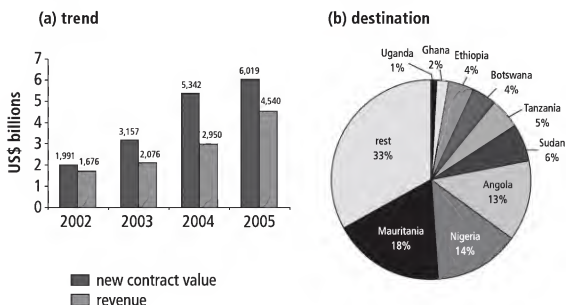 (a) trend
US$ billions
7
6
5
4
3
2
1
0
1,991
1,676
3,157
2,076
5,342
2,950
6,019
4,540
2002
2003
2004
2005
new contract value
revenue
(b) destination
Uganda
1%
Ghana
2%
Ethiopia
4%
Botswana
4%
Tanzania
5%
Sudan
6%
Angola
13%
Nigeria
14%
Mauritania
18%
rest
33%